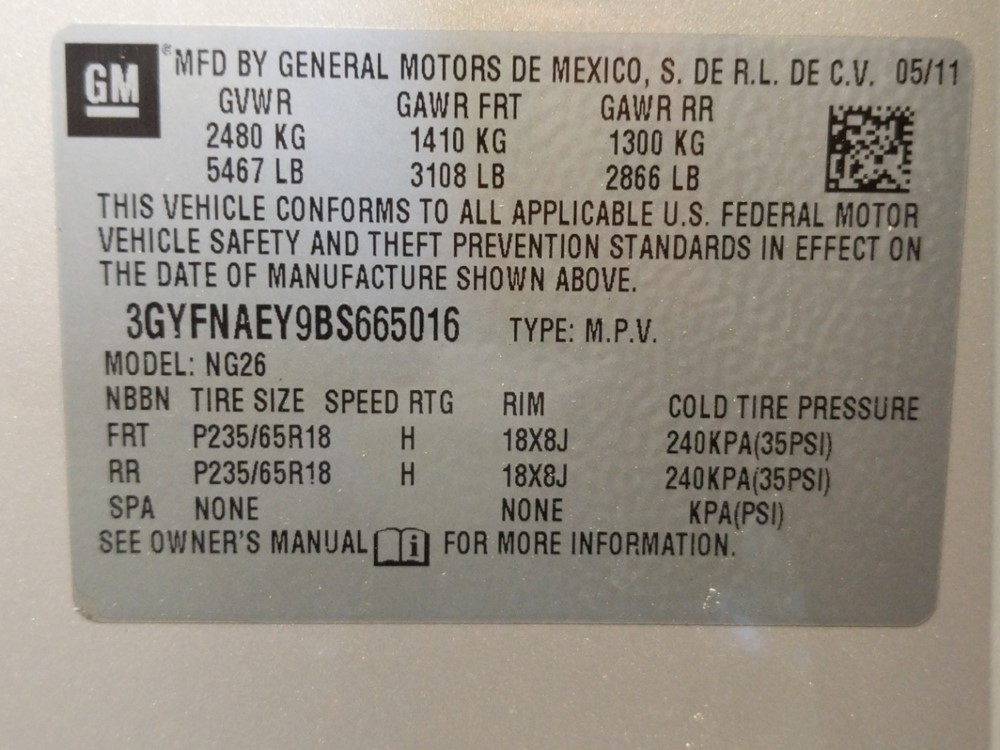 GM ® MFD BY GENERAL MOTORS DE MEXICO, S. DE R.L. DE C.V. 05/11
GVWR GAWR FRT GAWR RR
2480 KG 1410 KG 1300 KG
5467 LB 3108 LB 2866 LB
THIS VEHICLE CONFORMS TO ALL APPLICABLE U.S. FEDERAL MOTOR
VEHICLE SAFETY AND THEFT PREVENTION STANDARDS IN EFFECT ON
THE DATE OF MANUFACTURE SHOWN ABOVE.
3GYFNAEY9BS665016 TYPE: M.P.V.
MODEL: NG26
NBBN TIRE SIZE SPEED RTG RIM COLD TIRE PRESSURE
FRT P235/65R18 H 18X8J 240KPA(35PSI)
RR P235/65R18 H 18X8J 240KPA(35PSI)
SPA NONE NONE KPA(PSI)
SEE OWNER'S MANUAL i FOR MORE INFORMATION.